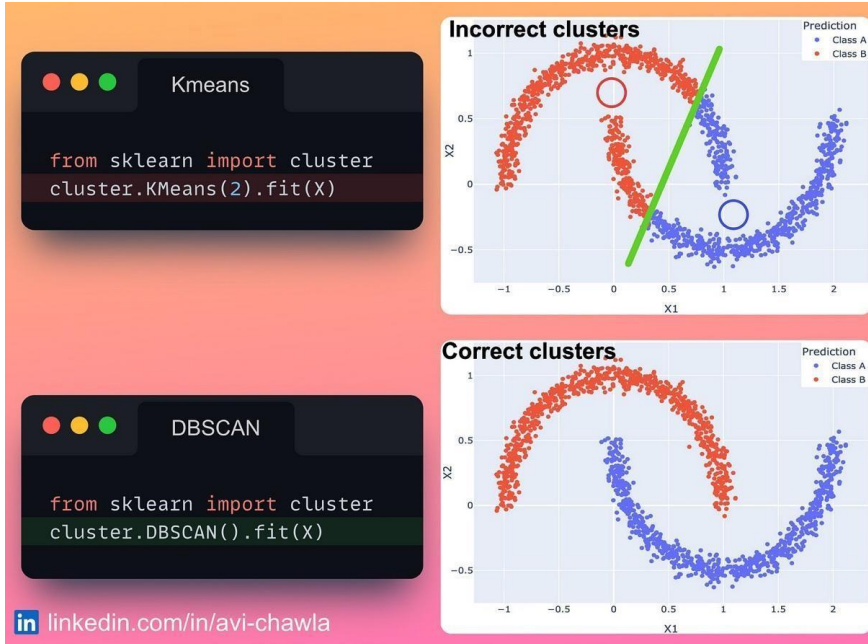 Kmeans
from sklearn import cluster
cluster.KMeans(2).fit(X)
Incorrect clusters
Prediction
Class A
Class B
1
0.5
0
−0.5
X2
−1
−0.5
0
0.5
1
1.5
2
X1
DBSCAN
from sklearn import cluster
cluster.DBSCAN().fit(X)
Correct clusters
Prediction
Class A
Class B
1
0.5
0
−0.5
X2
−1
−0.5
0
0.5
1
1.5
2
X1
in linkedin.com/in/avi-chawla